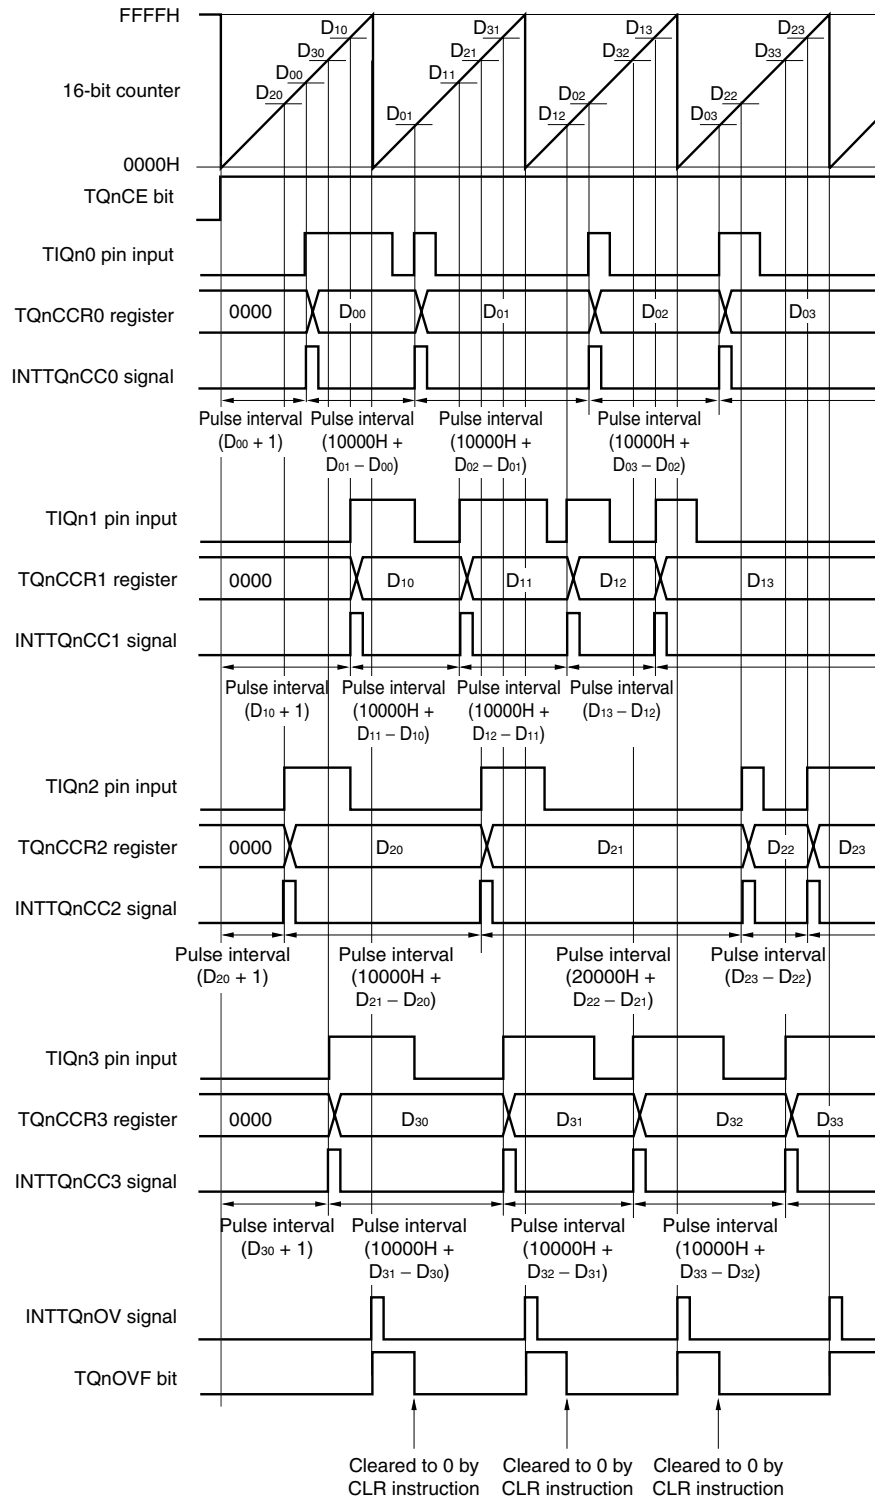 FFFFH
D10 D31 D13 D23
D30 D21 D32 D33
16-bit counter
D00 D11 D02 D22
D20 D01 D12 D03
0000H
TQnCE bit
TIQn0 pin input
TQnCCR0 register
0000 D00 D01 D02 D03
INTTQnCC0 signal
Pulse interval
(D00 + 1)
Pulse interval
(10000H +
D01 – D00)
Pulse interval
(10000H +
D02 – D01)
Pulse interval
(10000H +
D03 – D02)
TIQn1 pin input
TQnCCR1 register
0000 D10 D11 D12 D13
INTTQnCC1 signal
Pulse interval
(D10 + 1)
Pulse interval
(10000H +
D11 – D10)
Pulse interval
(10000H +
D12 – D11)
Pulse interval
(D13 – D12)
TIQn2 pin input
TQnCCR2 register
0000 D20 D21 D22 D23
INTTQnCC2 signal
Pulse interval
(D20 + 1)
Pulse interval
(10000H +
D21 – D20)
Pulse interval
(20000H +
D22 – D21)
Pulse interval
(D23 – D22)
TIQn3 pin input
TQnCCR3 register
0000 D30 D31 D32 D33
INTTQnCC3 signal
Pulse interval
(D30 + 1)
Pulse interval
(10000H +
D31 – D30)
Pulse interval
(10000H +
D32 – D31)
Pulse interval
(10000H +
D33 – D32)
INTTQnOV signal
TQnOVF bit
Cleared to 0 by
CLR instruction
Cleared to 0 by
CLR instruction
Cleared to 0 by
CLR instruction